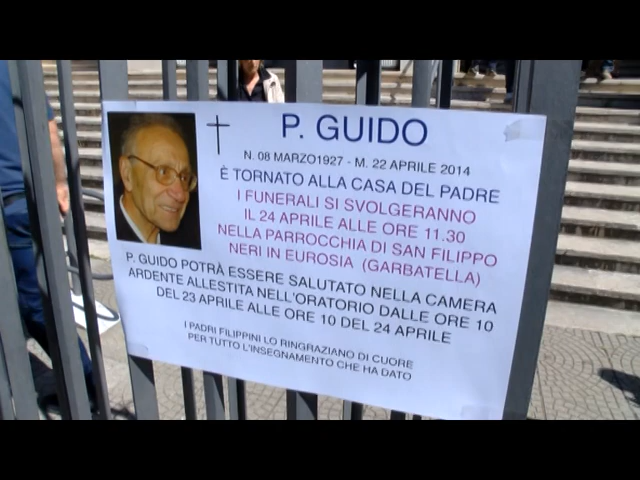 P. GUIDO
N. 08 MARZO1927 - M. 22 APRILE 2014
È TORNATO ALLA CASA DEL PADRE
I FUNERALI SI SVOLGERANNO
IL 24 APRILE ALLE ORE 11.30
NELLA PARROCCHIA DI SAN FILIPPO
NERI IN EUROSIA (GARBATELLA)
P. GUIDO POTRÀ ESSERE SALUTATO NELLA CAMERA
ARDENTE ALLESTITA NELL'ORATORIO DALLE ORE 10
DEL 23 APRILE ALLE ORE 10 DEL 24 APRILE
I PADRI FILIPPINI LO RINGRAZIANO DI CUORE
PER TUTTO L'INSEGNAMENTO CHE HA DATO